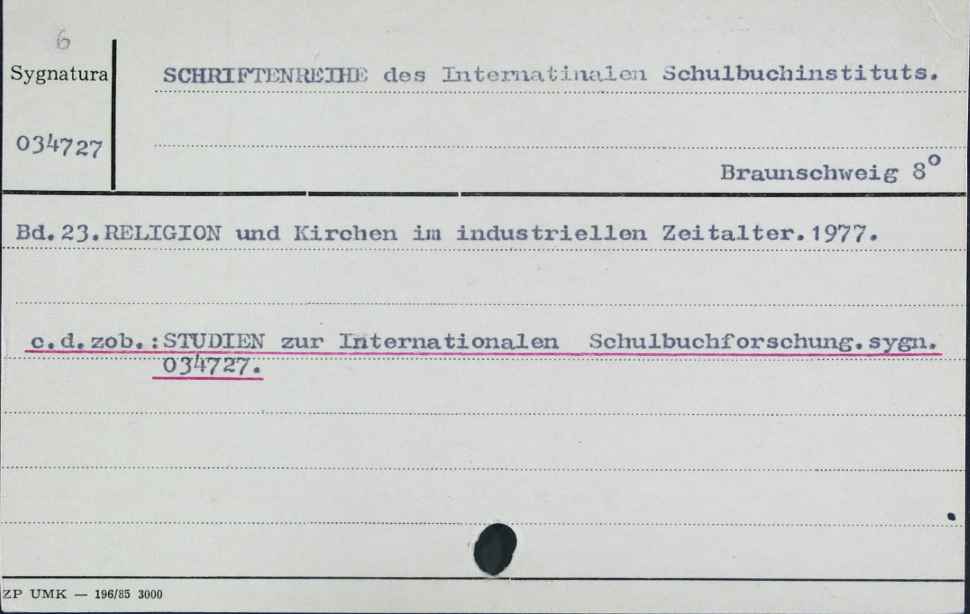 6
Sygnatura
SCHRIFTENREIHE des Internatinalen Schulbuchinstituts.
034727
Braunschweig 8°
Bd.23.RELIGION und Kirchen im industriellen Zeitalter.1977.
c.d.zob.:STUDIEN zur Internationalen Schulbuchforschung.sygn.
034727.
ZP UMK — 196/85 3000